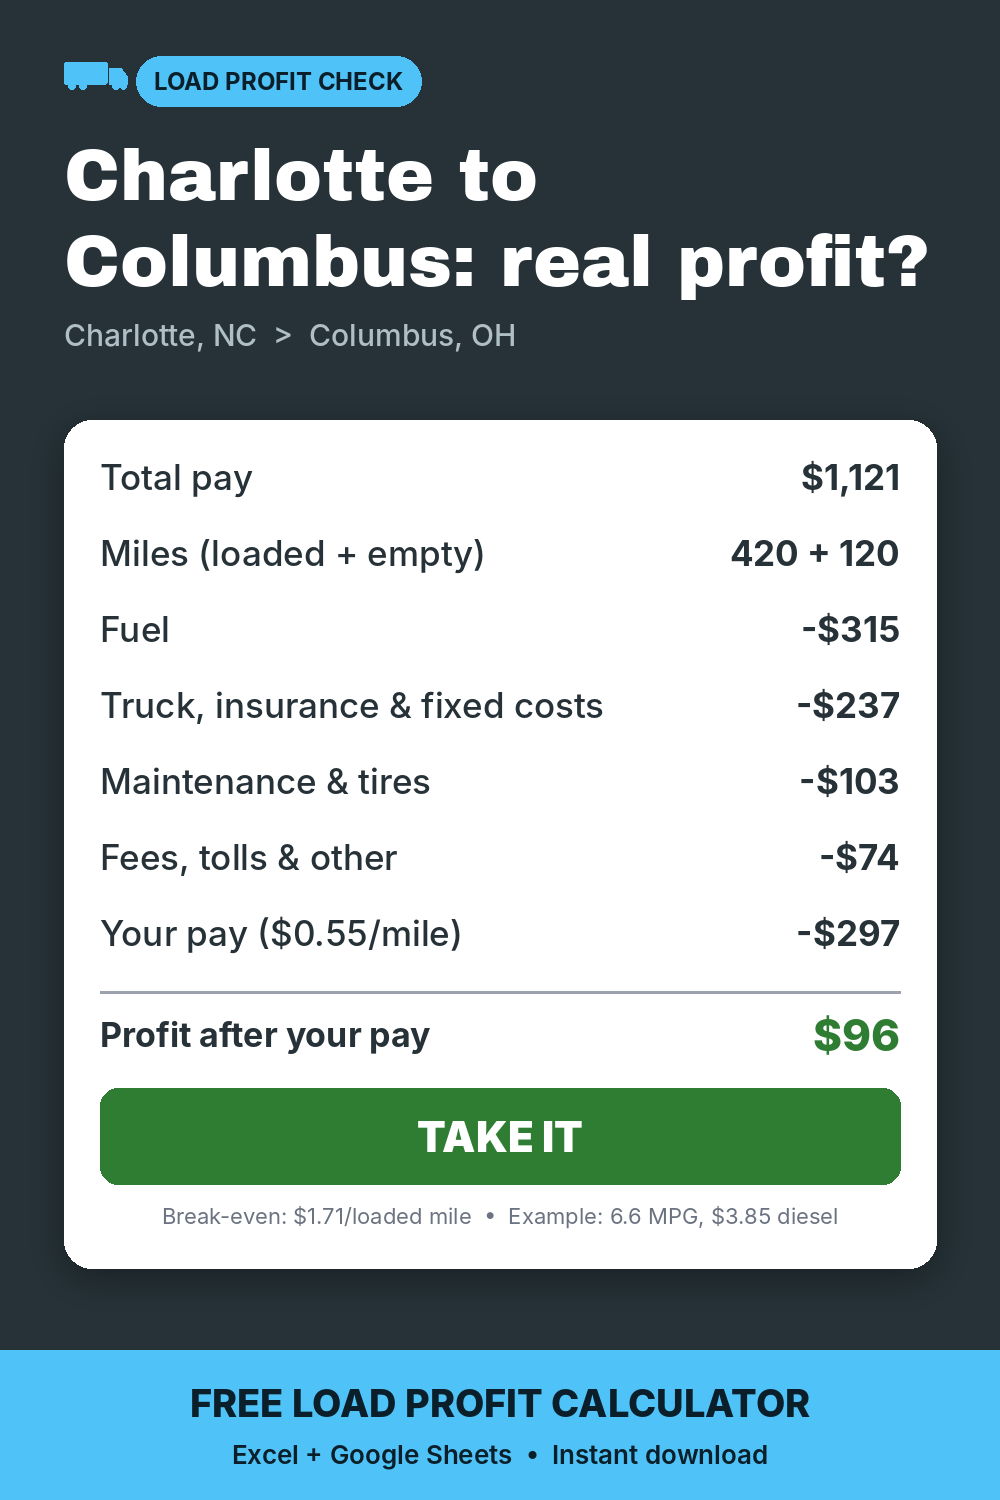 LOAD PROFIT CHECK
Charlotte to
Columbus: real profit?
Charlotte, NC > Columbus, OH
Total pay $1,121
Miles (loaded + empty) 420 + 120
Fuel -$315
Truck, insurance & fixed costs -$237
Maintenance & tires -$103
Fees, tolls & other -$74
Your pay ($0.55/mile) -$297
Profit after your pay $96
TAKE IT
Break-even: $1.71/loaded mile • Example: 6.6 MPG, $3.85 diesel
FREE LOAD PROFIT CALCULATOR
Excel + Google Sheets • Instant download